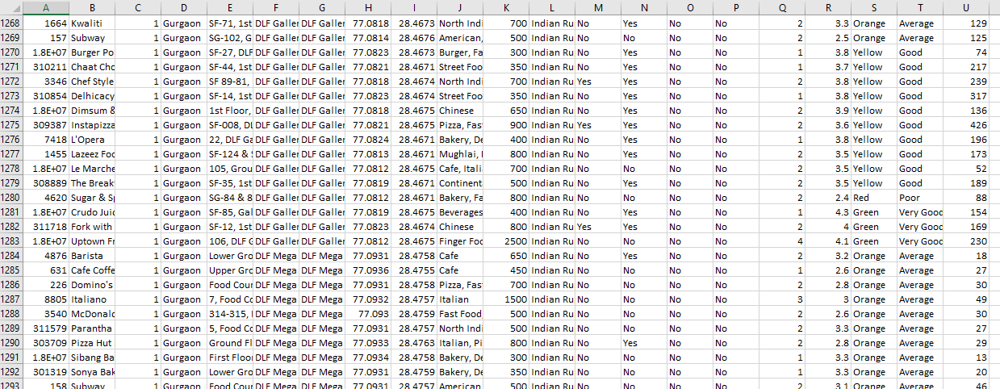 A B C D E F G H I J K L M N O P Q R S T U
1268 1664 Kwaliti 1 Gurgaon SF-71, 1st DLF Galler DLF Galler 77.0818 28.4673 North Indi 700 Indian Ru No Yes No No 2 3.3 Orange Average 129
1269 157 Subway 1 Gurgaon SG-102, G DLF Galler DLF Galler 77.0814 28.4676 American, 500 Indian Ru No No No No 2 2.5 Orange Average 125
1270 1.8E+07 Burger Po 1 Gurgaon SF-27, DLF DLF Galler DLF Galler 77.0823 28.4673 Burger, Fa 300 Indian Ru No Yes No No 1 3.8 Yellow Good 74
1271 310211 Chaat Cho 1 Gurgaon SF-44, 1st DLF Galler DLF Galler 77.0821 28.4671 Street Foo 350 Indian Ru No Yes No No 1 3.7 Yellow Good 217
1272 3346 Chef Style 1 Gurgaon SF 89-81, DLF Galler DLF Galler 77.0818 28.4674 North Indi 700 Indian Ru Yes Yes No No 2 3.8 Yellow Good 239
1273 310854 Delhicacy 1 Gurgaon SF-14, 1st DLF Galler DLF Galler 77.0823 28.4674 Street Foo 350 Indian Ru No Yes No No 1 3.8 Yellow Good 317
1274 1.8E+07 Dimsum & 1 Gurgaon 1st Floor, DLF Galler DLF Galler 77.0818 28.4675 Chinese 650 Indian Ru No Yes No No 2 3.9 Yellow Good 136
1275 309387 Instapizza 1 Gurgaon SF-008, DL DLF Galler DLF Galler 77.0821 28.4675 Pizza, Fas 900 Indian Ru Yes Yes No No 2 3.6 Yellow Good 426
1276 7418 L'Opera 1 Gurgaon 22, DLF Ga DLF Galler DLF Galler 77.0824 28.4671 Bakery, De 400 Indian Ru No Yes No No 1 3.8 Yellow Good 196
1277 1455 Lazeez Foo 1 Gurgaon SF-124 & S DLF Galler DLF Galler 77.0813 28.4671 Mughlai, 800 Indian Ru No Yes No No 2 3.5 Yellow Good 173
1278 1.8E+07 Le Marche 1 Gurgaon 105, Grou DLF Galler DLF Galler 77.0812 28.4675 Cafe, Itali 700 Indian Ru No No No No 2 3.5 Yellow Good 52
1279 308889 The Break 1 Gurgaon SF-35, 1st DLF Galler DLF Galler 77.0819 28.4671 Continent 500 Indian Ru No Yes No No 2 3.5 Yellow Good 189
1280 4620 Sugar & Sp 1 Gurgaon SG-84 & 8 DLF Galler DLF Galler 77.0812 28.4671 Bakery, Fa 800 Indian Ru No No No No 2 2.4 Red Poor 88
1281 1.8E+07 Crudo Juic 1 Gurgaon SF-85, Gal DLF Galler DLF Galler 77.0819 28.4675 Beverages 400 Indian Ru No Yes No No 1 4.3 Green Very Good 154
1282 311718 Fork with 1 Gurgaon SF-12, 1st DLF Galler DLF Galler 77.0823 28.4674 Chinese 800 Indian Ru Yes Yes No No 2 4 Green Very Good 169
1283 1.8E+07 Uptown Fr 1 Gurgaon 106, DLF G DLF Galler DLF Galler 77.0812 28.4675 Finger Foo 2500 Indian Ru No No No No 4 4.1 Green Very Good 230
1284 4876 Barista 1 Gurgaon Lower Gro DLF Mega DLF Mega 77.0931 28.4758 Cafe 650 Indian Ru No Yes No No 2 3.2 Orange Average 18
1285 631 Cafe Coffe 1 Gurgaon Upper Gro DLF Mega DLF Mega 77.0936 28.4755 Cafe 450 Indian Ru No No No No 1 2.6 Orange Average 27
1286 226 Domino's 1 Gurgaon Food Cour DLF Mega DLF Mega 77.0931 28.4758 Pizza, Fas 700 Indian Ru No No No No 2 2.8 Orange Average 30
1287 8805 Italiano 1 Gurgaon 7, Food Co DLF Mega DLF Mega 77.0932 28.4757 Italian 1500 Indian Ru No No No No 3 3 Orange Average 49
1288 3540 McDonald 1 Gurgaon 314-315, DLF Mega DLF Mega 77.093 28.4759 Fast Food, 500 Indian Ru No No No No 2 2.6 Orange Average 30
1289 311579 Parantha 1 Gurgaon 5, Food Co DLF Mega DLF Mega 77.0931 28.4757 North Indi 500 Indian Ru No No No No 2 3.3 Orange Average 27
1290 303709 Pizza Hut 1 Gurgaon Ground Fl DLF Mega DLF Mega 77.0933 28.4763 Italian, Pi 800 Indian Ru No Yes No No 2 2.8 Orange Average 29
1291 1.8E+07 Sibang Ba 1 Gurgaon First Floor DLF Mega DLF Mega 77.0934 28.4758 Bakery, De 300 Indian Ru No No No No 1 3.3 Orange Average 13
1292 301319 Sonya Bak 1 Gurgaon Lower Gro DLF Mega DLF Mega 77.0931 28.4759 Bakery, De 350 Indian Ru No No No No 1 3.3 Orange Average 20
1293 158 Subway 1 Gurgaon Food Cour DLF Mega DLF Mega 77.0931 28.4757 American 500 Indian Ru No No No No 2 3.1 Orange Average 46